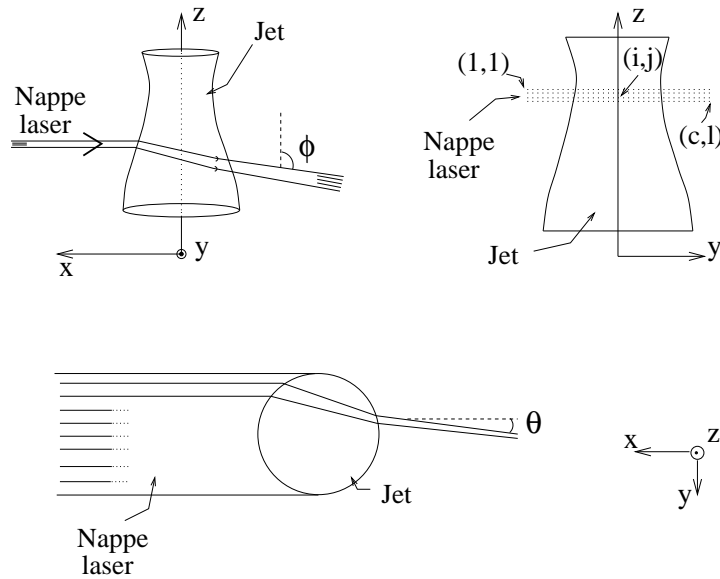 z
Jet
Nappe
laser
ϕ
x
y
z
(1,1)
(i,j)
Nappe
laser
(c,l)
Jet
y
θ
Jet
Nappe
laser
x
z
y